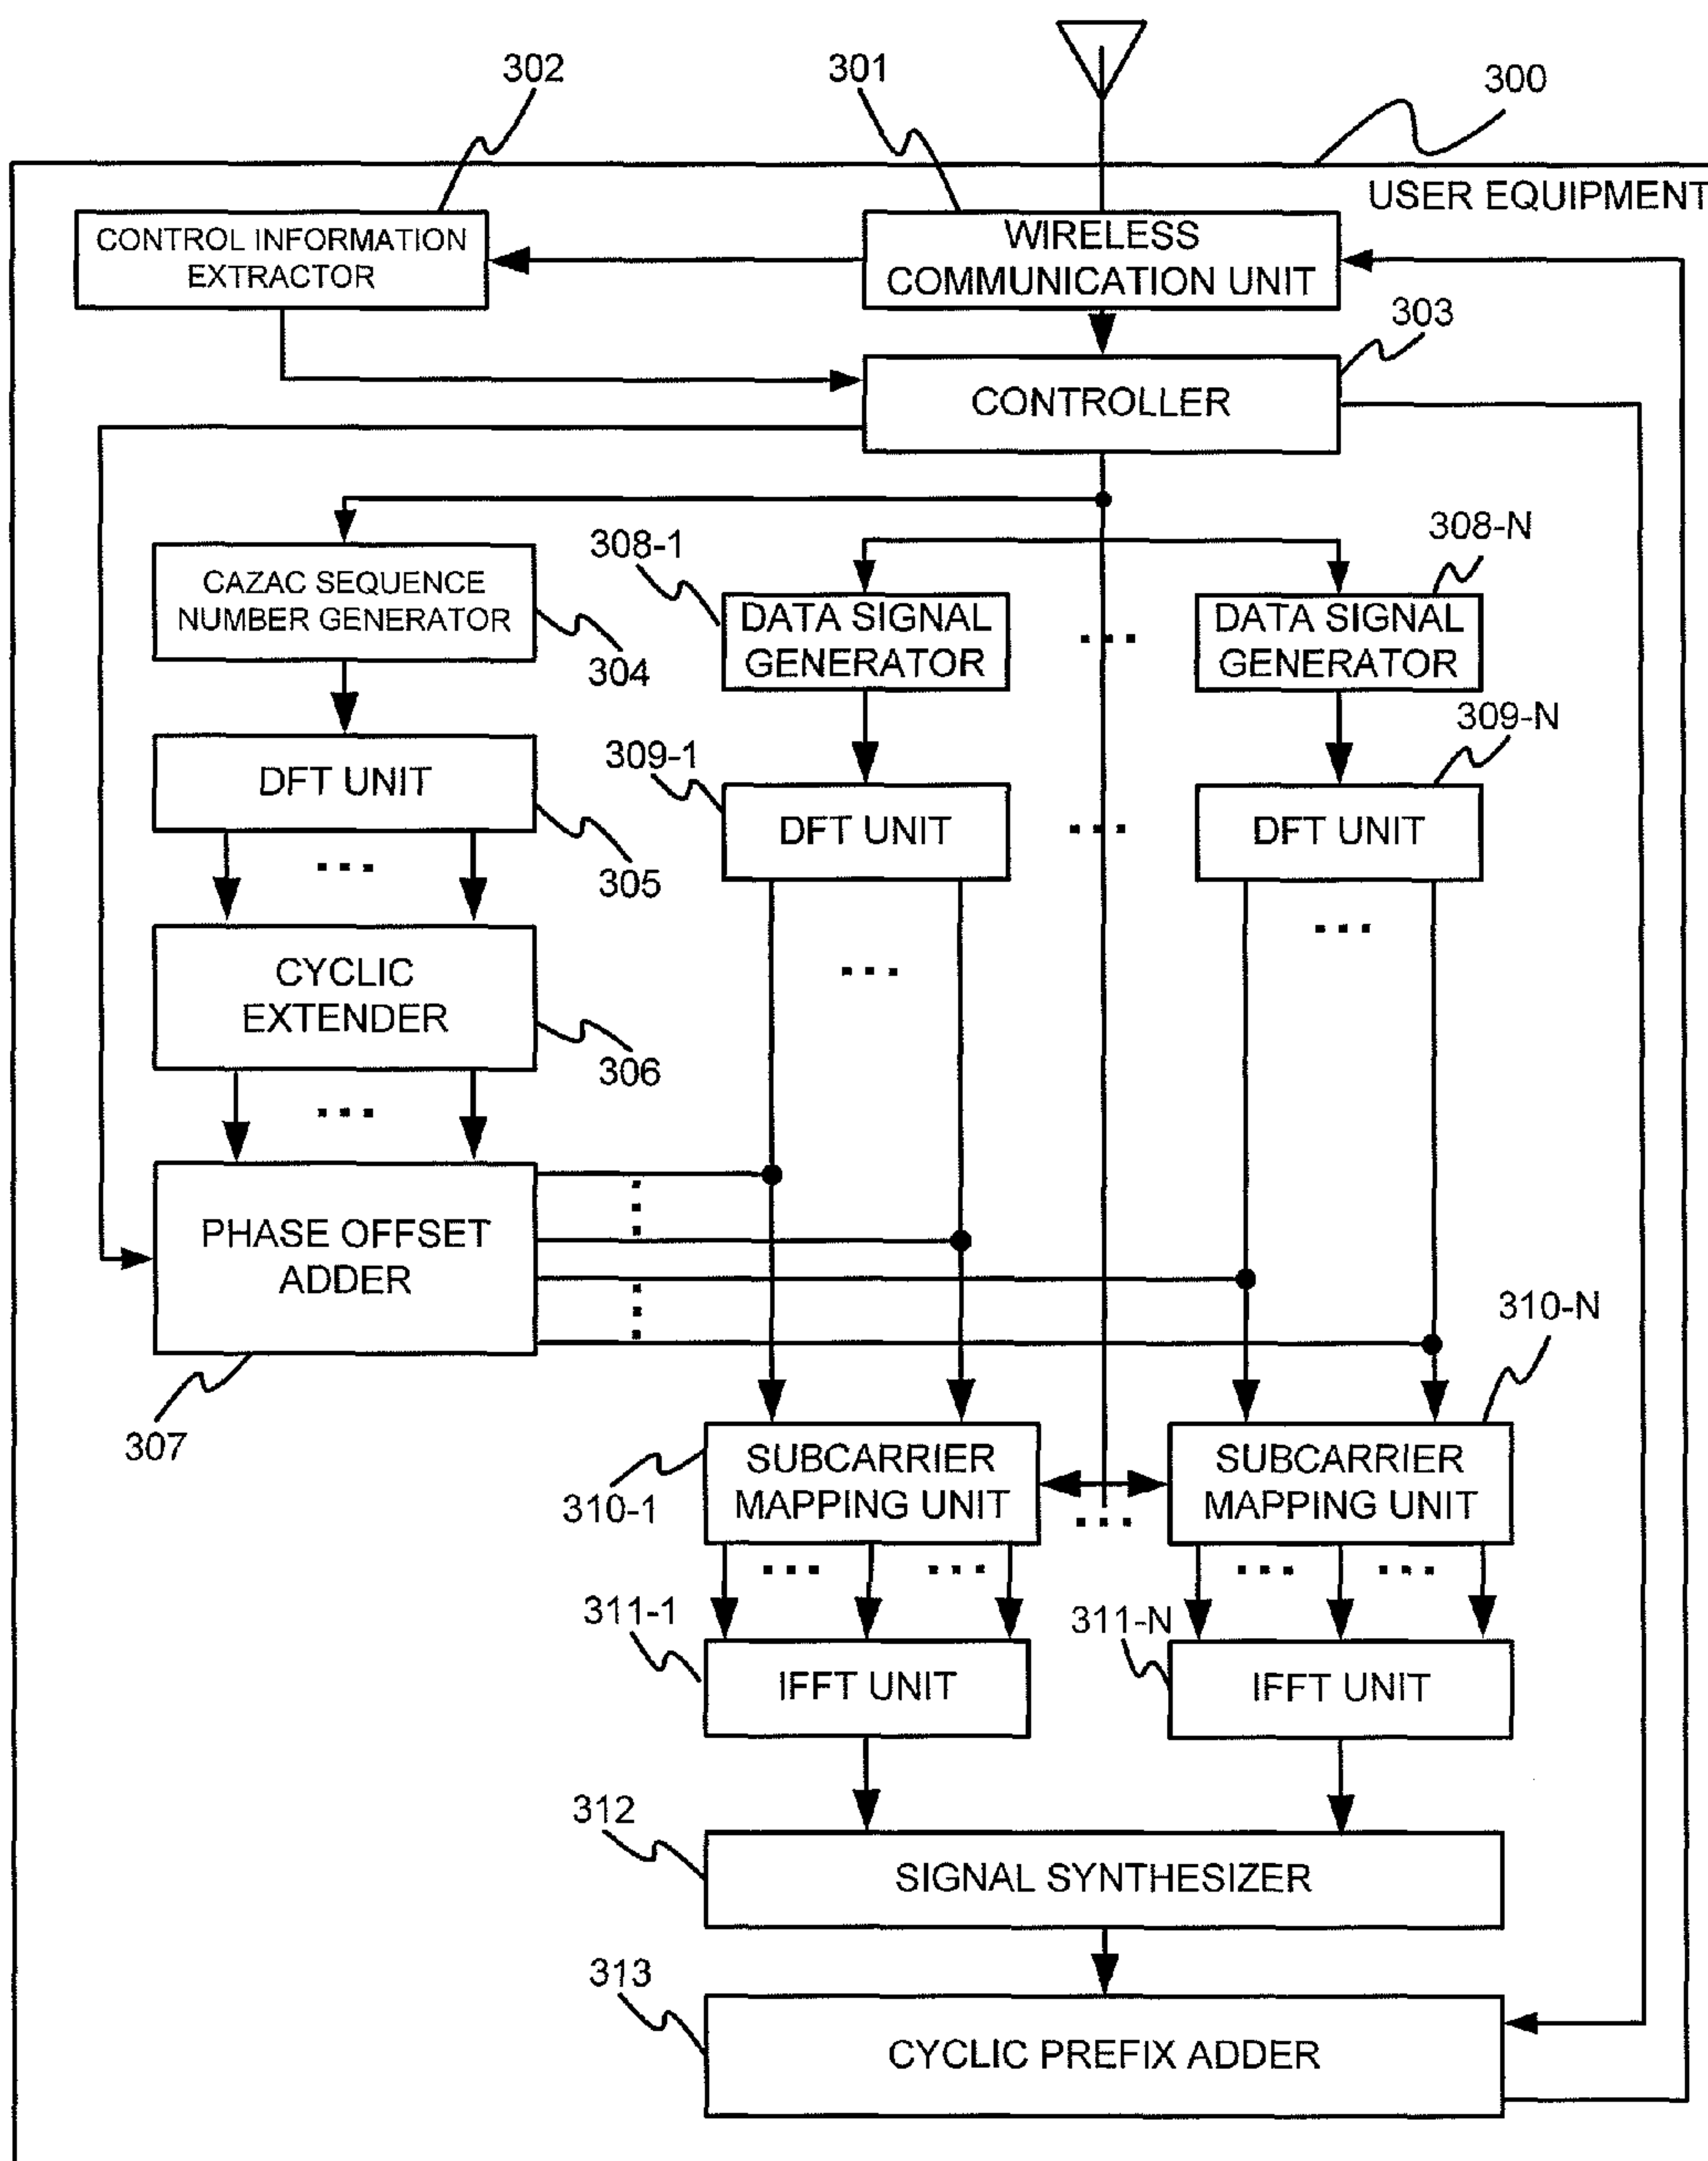 302
301
300
USER EQUIPMENT
CONTROL INFORMATION
EXTRACTOR
WIRELESS
COMMUNICATION UNIT
303
CONTROLLER
308-1
308-N
CAZAC SEQUENCE
NUMBER GENERATOR
304
DATA SIGNAL
GENERATOR
...
DATA SIGNAL
GENERATOR
309-1
309-N
DFT UNIT
305
DFT UNIT
...
DFT UNIT
...
...
...
CYCLIC
EXTENDER
306
...
PHASE OFFSET
ADDER
307
310-N
SUBCARRIER
MAPPING UNIT
310-1
...
SUBCARRIER
MAPPING UNIT
... ...
... ...
311-1
311-N
IFFT UNIT
IFFT UNIT
312
SIGNAL SYNTHESIZER
313
CYCLIC PREFIX ADDER